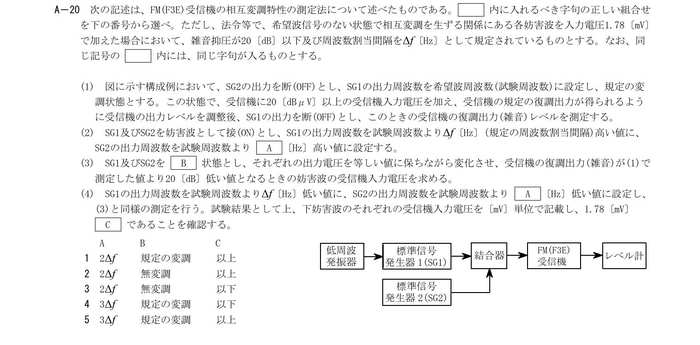 A－20 次の記述は、FM(F3E)受信機の相互変調特性の測定法について述べたものである。 内に入れるべき字句の正しい組合せ
を下の番号から選べ。ただし、法令等で、希望波信号のない状態で相互変調を生ずる関係にある各妨害波を入力電圧1.78〔mV〕
で加えた場合において、雑音抑圧が20〔dB〕以下及び周波数割当間隔をΔf〔Hz〕として規定されているものとする。なお、同
じ記号の 内には、同じ字句が入るものとする。
(1) 図に示す構成例において、SG2の出力を断(OFF)とし、SG1の出力周波数を希望波周波数(試験周波数)に設定し、規定の変
調状態とする。この状態で、受信機に20〔dBμV〕以上の受信機入力電圧を加え、受信機の規定の復調出力が得られるよう
に受信機の出力レベルを調整後、SG1の出力を断(OFF)とし、このときの受信機の復調出力(雑音)レベルを測定する。
(2) SG1及びSG2を妨害波として接(ON)とし、SG1の出力周波数を試験周波数よりΔf〔Hz〕(規定の周波数割当間隔)高い値に、
SG2の出力周波数を試験周波数より A 〔Hz〕高い値に設定する。
(3) SG1及びSG2を B 状態とし、それぞれの出力電圧を等しい値に保ちながら変化させ、受信機の復調出力(雑音)が(1)で
測定した値より20〔dB〕低い値となるときの妨害波の受信機入力電圧を求める。
(4) SG1の出力周波数を試験周波数よりΔf〔Hz〕低い値に、SG2の出力周波数を試験周波数より A 〔Hz〕低い値に設定し、
(3)と同様の測定を行う。試験結果として上、下妨害波のそれぞれの受信機入力電圧を〔mV〕単位で記載し、1.78〔mV〕
C であることを確認する。
A B C
1 2Δf 規定の変調 以上
2 2Δf 無変調 以上
3 2Δf 無変調 以下
4 3Δf 規定の変調 以下
5 3Δf 規定の変調 以上
低周波
発振器
標準信号
発生器1(SG1)
結合器
FM(F3E)
受信機
レベル計
標準信号
発生器2(SG2)